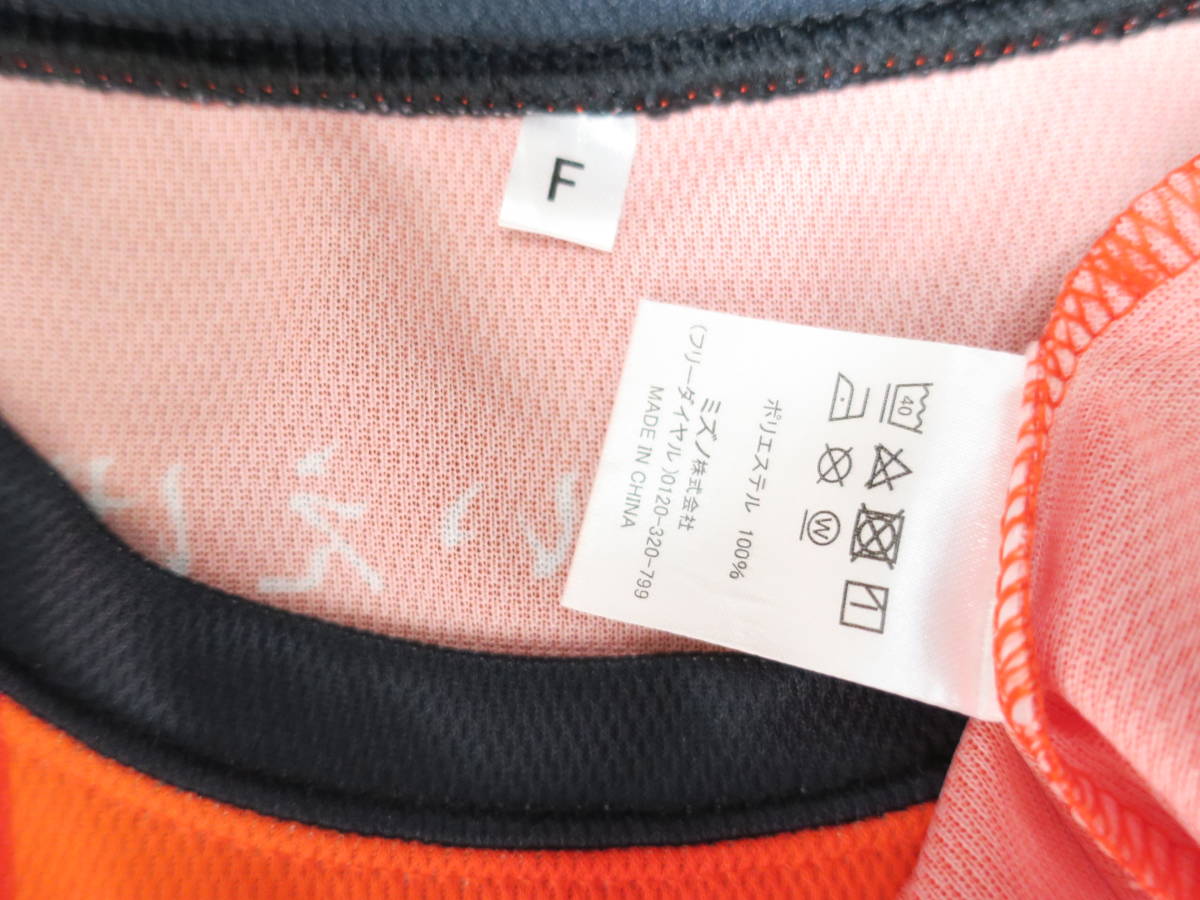 F
40
W
ポリエステル 100%
ミズノ株式会社
(フリーダイヤル)0120-320-799
MADE IN CHINA